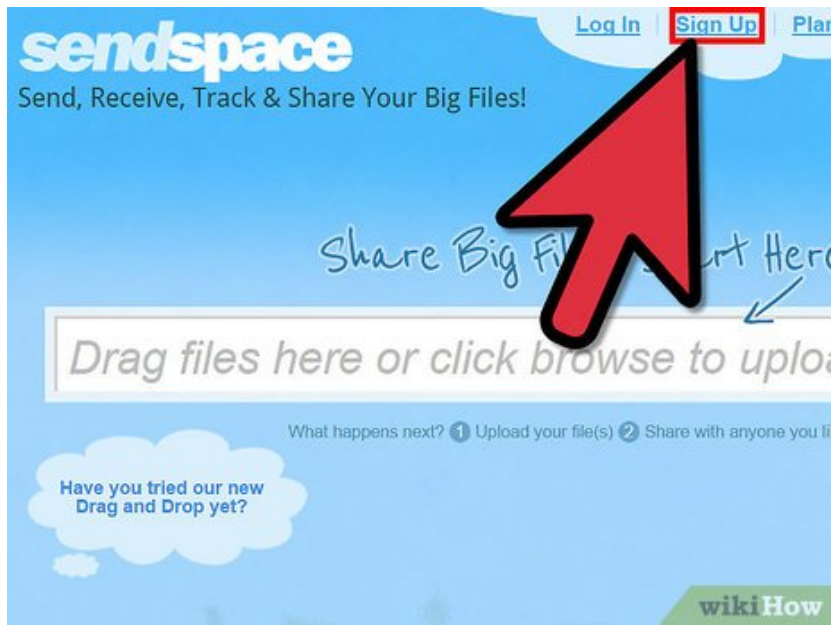 sendspace
Log In Sign Up
Send, Receive, Track & Share Your Big Files!
Share Big
Drag files here or click browse to
What happens next? 1 Upload your file(s) 2 Share with anyone you
Have you tried our new
Drag and Drop yet?
wikiHow